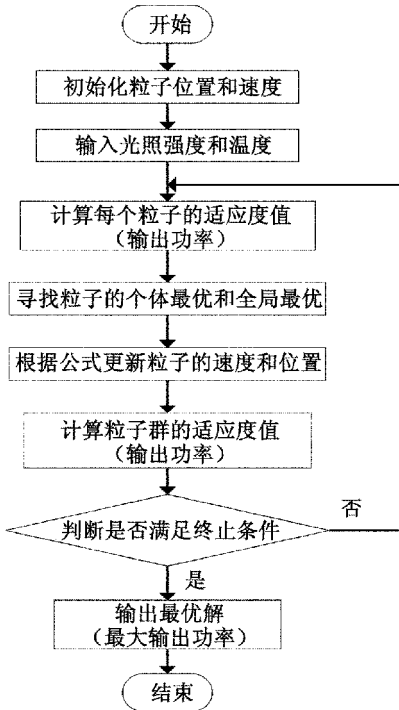 开始
初始化粒子位置和速度
输入光照强度和温度
计算每个粒子的适应度值
（输出功率）
寻找粒子的个体最优和全局最优
根据公式更新粒子的速度和位置
计算粒子群的适应度值
（输出功率）
判断是否满足终止条件
否
是
输出最优解
（最大输出功率）
结束